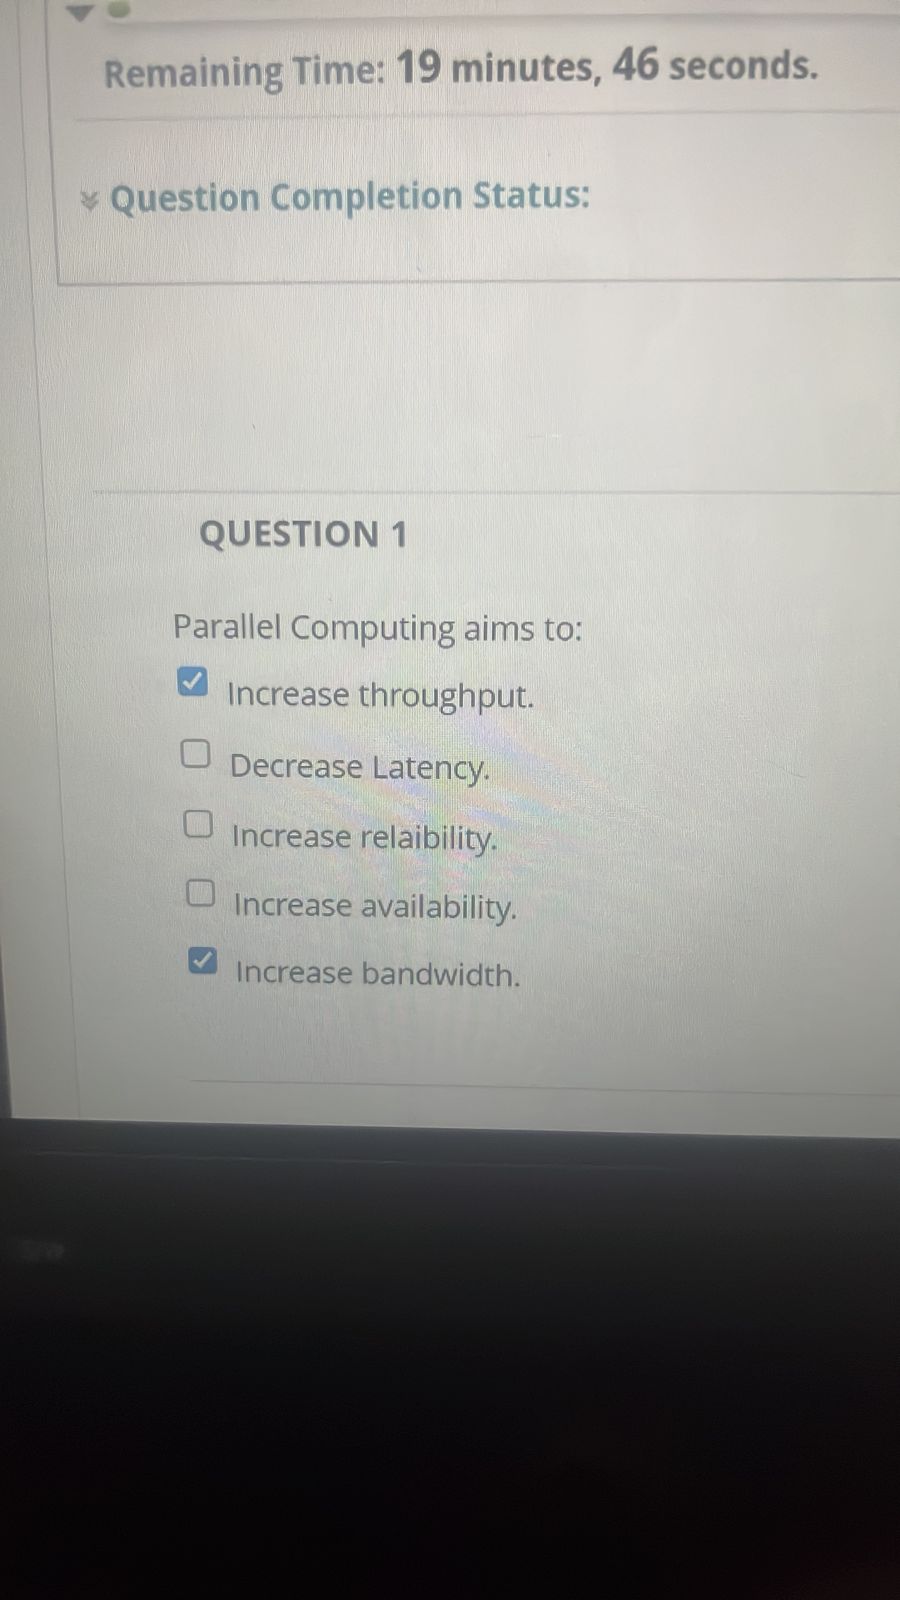 Remaining Time: 19 minutes, 46 seconds.
Question Completion Status:
QUESTION 1
Parallel Computing aims to:
Increase throughput.
Decrease Latency.
Increase relaibility.
Increase availability.
Increase bandwidth.